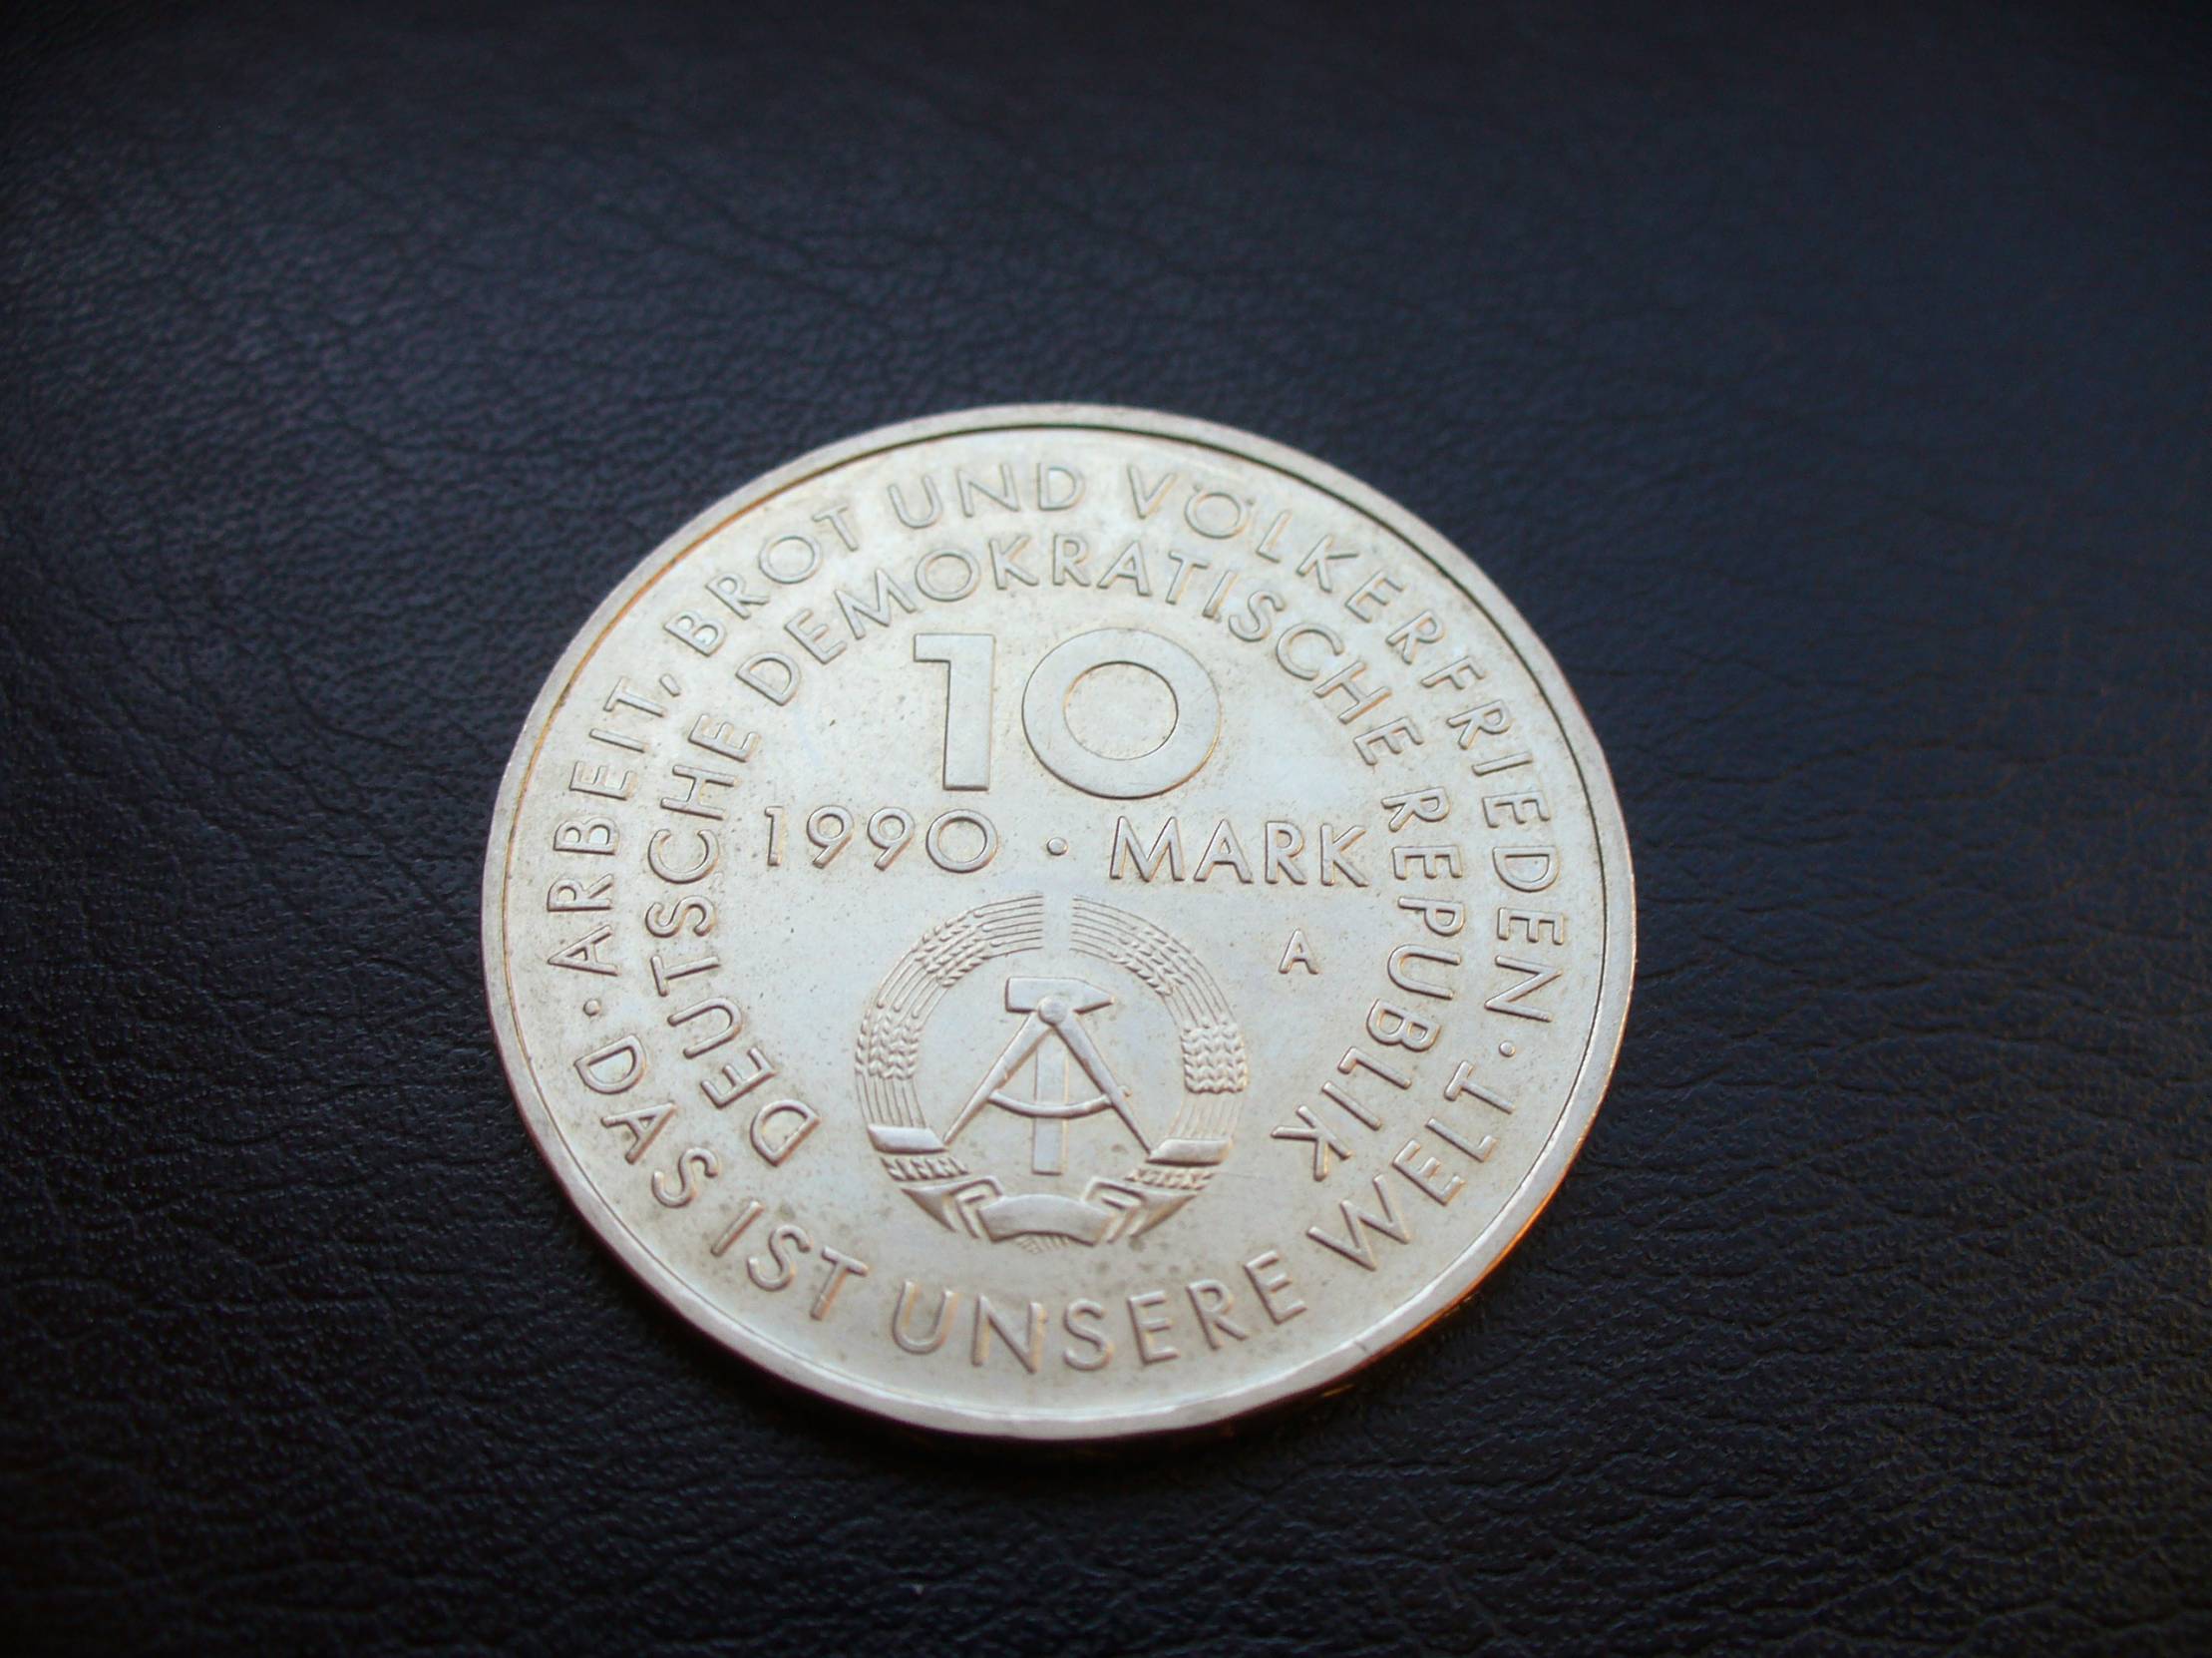 ARBEIT, BROT UND VÖLKERFRIEDEN · DAS IST UNSERE WELT ·
DEUTSCHE DEMOKRATISCHE REPUBLIK
10
1990 · MARK
A